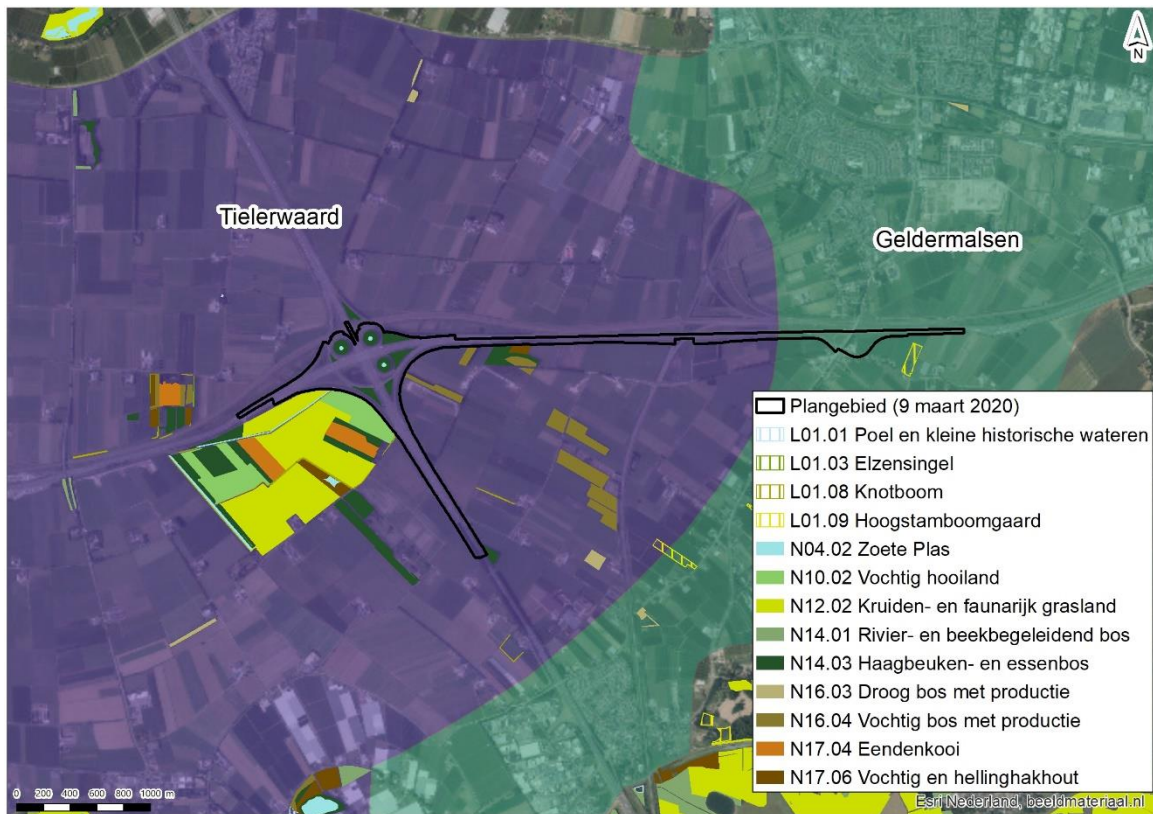 N
Tielerwaard
Geldermalsen
Plangebied (9 maart 2020)
L01.01 Poel en kleine historische wateren
L01.03 Elzensingel
L01.08 Knotboom
L01.09 Hoogstamboomgaard
N04.02 Zoete Plas
N10.02 Vochtig hooiland
N12.02 Kruiden- en faunarijk grasland
N14.01 Rivier- en beekbegeleidend bos
N14.03 Haagbeuken- en essenbos
N16.03 Droog bos met productie
N16.04 Vochtig bos met productie
N17.04 Eendenkooi
N17.06 Vochtig en hellinghakhout
0 200 400 600 800 1000 m
Esri Nederland, beeldmateriaal.nl